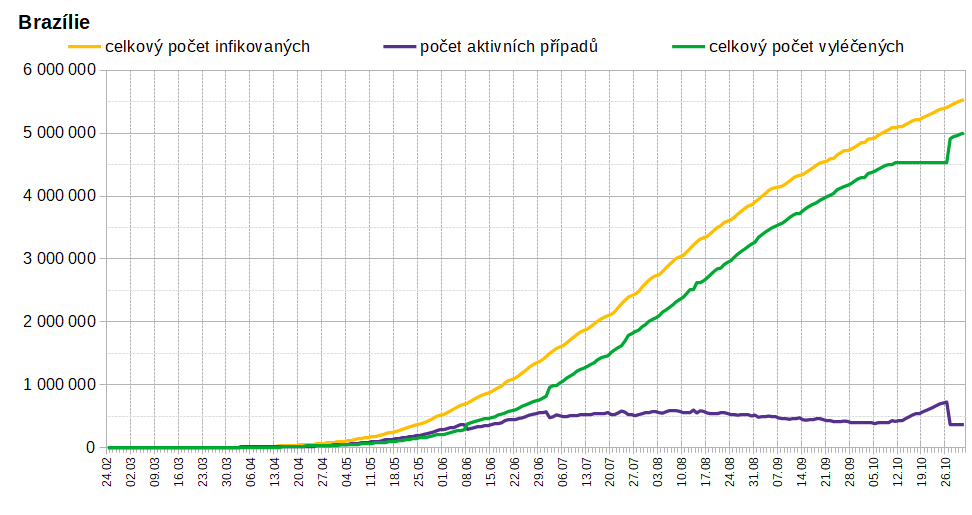 Brazílie
celkový počet infikovaných počet aktivních případů celkový počet vyléčených
6 000 000
5 000 000
4 000 000
3 000 000
2 000 000
1 000 000
0
24.02 02.03 09.03 16.03 23.03 30.03 06.04 13.04 20.04 27.04 04.05 11.05 18.05 25.05 01.06 08.06 15.06 22.06 29.06 06.07 13.07 20.07 27.07 03.08 10.08 17.08 24.08 31.08 07.09 14.09 21.09 28.09 05.10 12.10 19.10 26.10